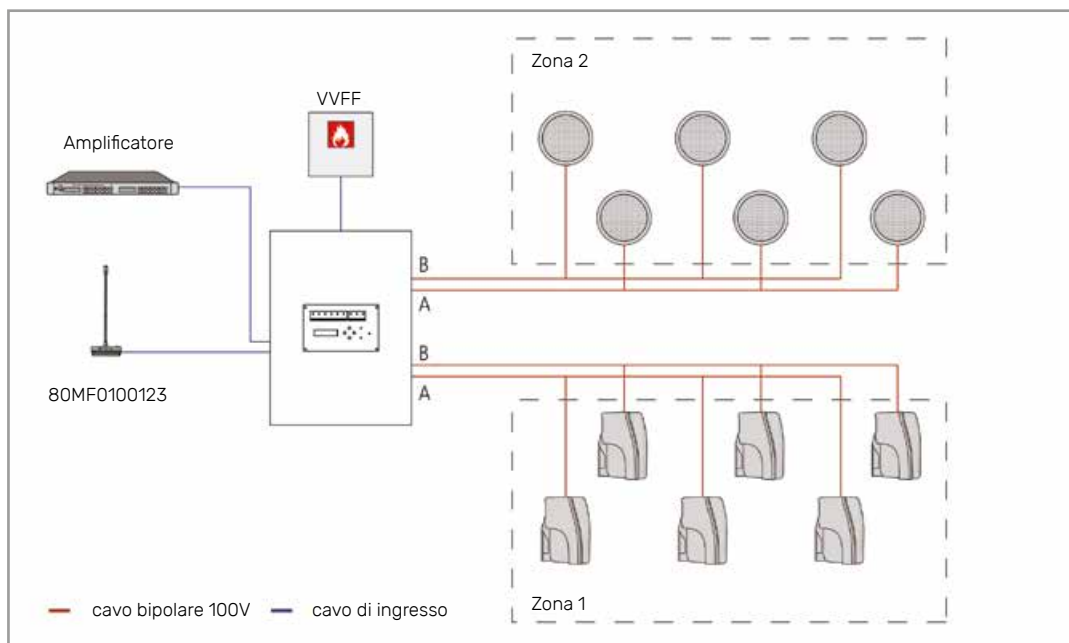 Zona 2
VVFF
Amplificatore
B
A
B
A
80MF0100123
Zona 1
cavo bipolare 100V
cavo di ingresso